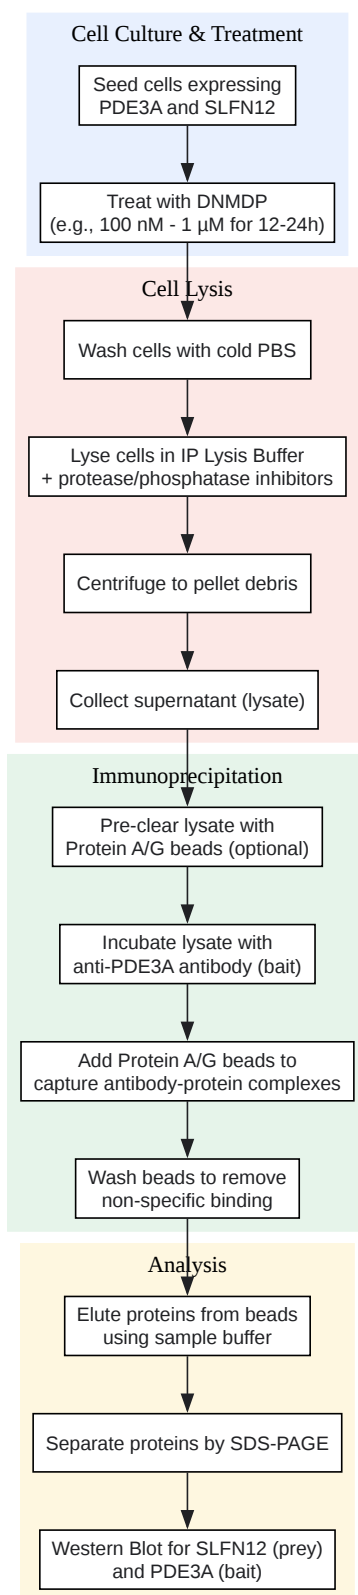 Cell Culture & Treatment
Seed cells expressing
PDE3A and SLFN12
Treat with DNMDP
(e.g., 100 nM - 1 µM for 12-24h)
Cell Lysis
Wash cells with cold PBS
Lyse cells in IP Lysis Buffer
+ protease/phosphatase inhibitors
Centrifuge to pellet debris
Collect supernatant (lysate)
Immunoprecipitation
Pre-clear lysate with
Protein A/G beads (optional)
Incubate lysate with
anti-PDE3A antibody (bait)
Add Protein A/G beads to
capture antibody-protein complexes
Wash beads to remove
non-specific binding
Analysis
Elute proteins from beads
using sample buffer
Separate proteins by SDS-PAGE
Western Blot for SLFN12 (prey)
and PDE3A (bait)